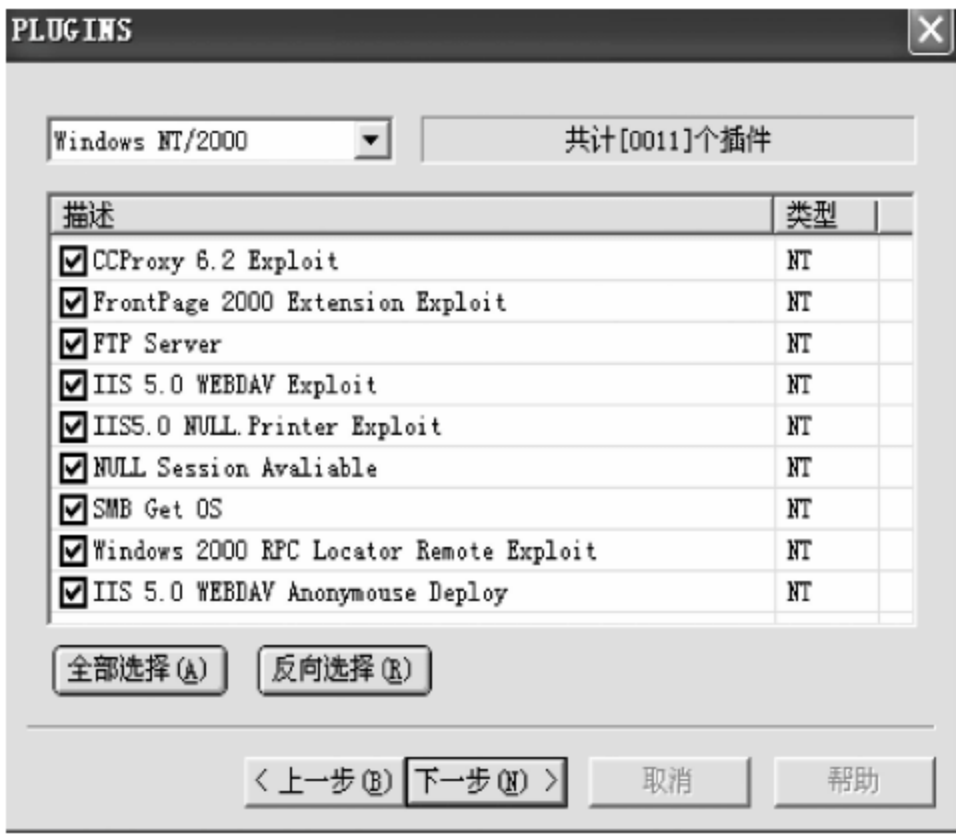 PLUGINS
Windows NT/2000 共计[0011]个插件
描述 类型
CCProxy 6.2 Exploit NT
FrontPage 2000 Extension Exploit NT
FTP Server NT
IIS 5.0 WEBDAV Exploit NT
IIS5.0 NULL.Printer Exploit NT
NULL Session Avaliable NT
SMB Get OS NT
Windows 2000 RPC Locator Remote Exploit NT
IIS 5.0 WEBDAV Anonymouse Deploy NT
全部选择(A) 反向选择(R)
< 上一步(B) 下一步(N) > 取消 帮助